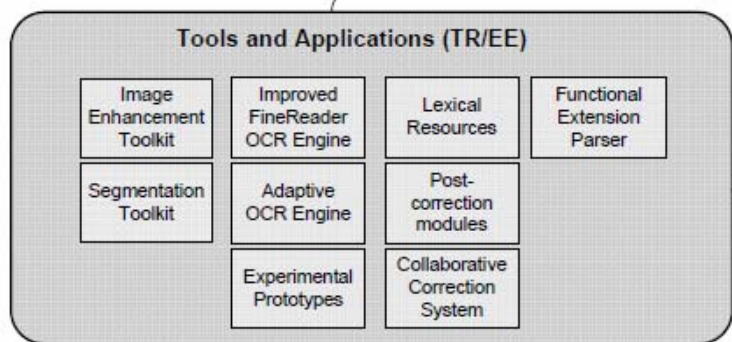 Tools and Applications (TR/EE)
Image
Enhancement
Toolkit
Improved
FineReader
OCR Engine
Lexical
Resources
Functional
Extension
Parser
Segmentation
Toolkit
Adaptive
OCR Engine
Post-
correction
modules
Experimental
Prototypes
Collaborative
Correction
System